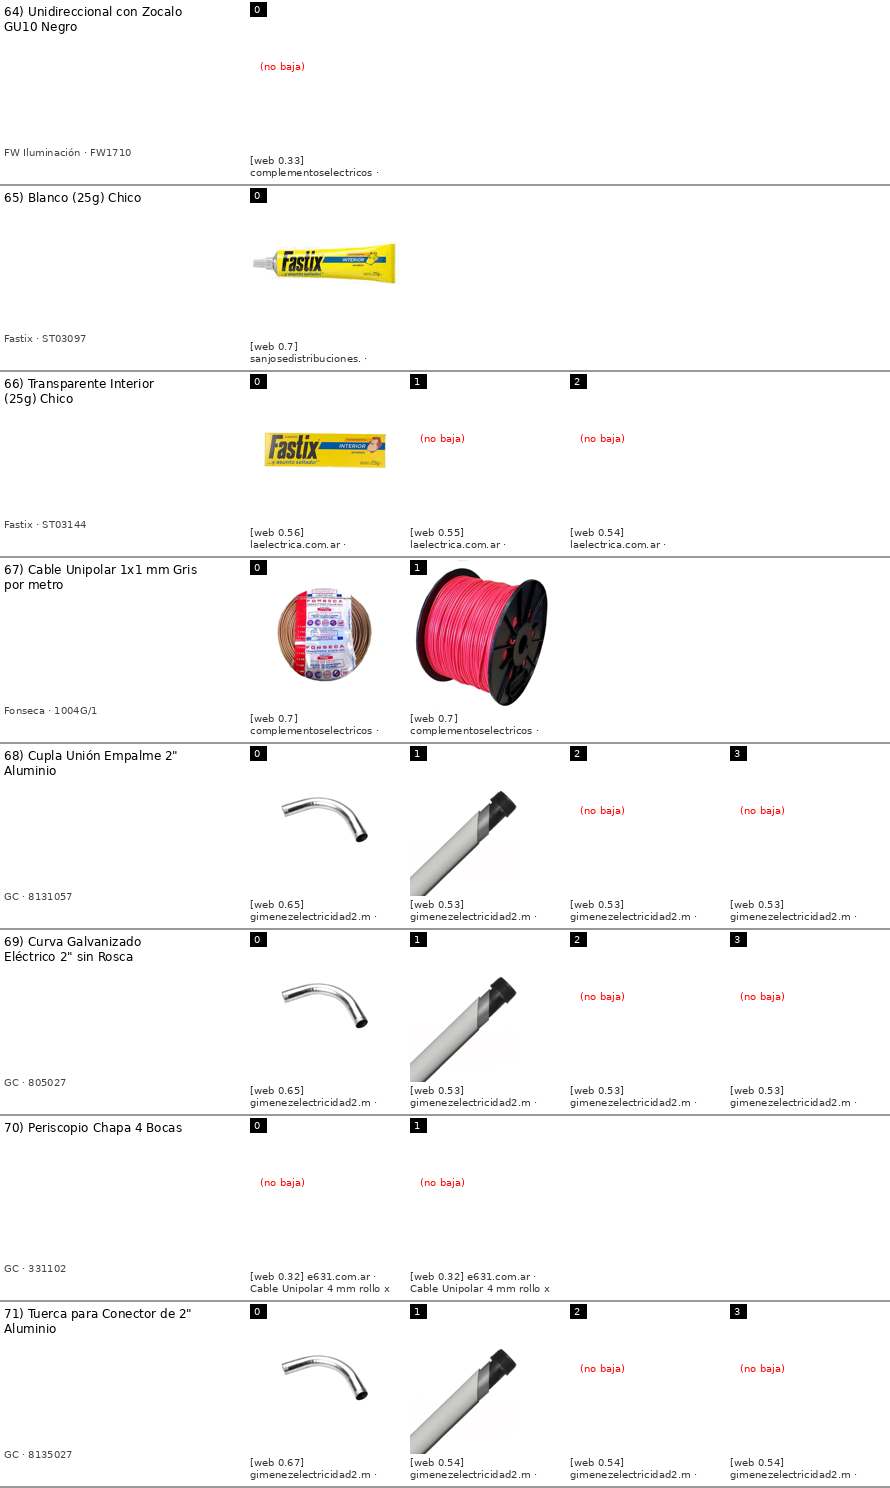 64) Unidireccional con Zocalo
GU10 Negro
0
(no baja)
FW Iluminación · FW1710
[web 0.33]
complementoselectricos ·
65) Blanco (25g) Chico
0
Fastix
INTERIOR
Fastix · ST03097
[web 0.7]
sanjosedistribuciones. ·
66) Transparente Interior
(25g) Chico
0
1
2
(no baja)
(no baja)
Fastix
INTERIOR
Fastix · ST03144
[web 0.56]
laelectrica.com.ar ·
[web 0.55]
laelectrica.com.ar ·
[web 0.54]
laelectrica.com.ar ·
67) Cable Unipolar 1x1 mm Gris
por metro
0
1
FONSECA
FONSECA
Fonseca · 1004G/1
[web 0.7]
complementoselectricos ·
[web 0.7]
complementoselectricos ·
68) Cupla Unión Empalme 2"
Aluminio
0
1
2
3
(no baja)
(no baja)
GC · 8131057
[web 0.65]
gimenezelectricidad2.m ·
[web 0.53]
gimenezelectricidad2.m ·
[web 0.53]
gimenezelectricidad2.m ·
[web 0.53]
gimenezelectricidad2.m ·
69) Curva Galvanizado
Eléctrico 2" sin Rosca
0
1
2
3
(no baja)
(no baja)
GC · 805027
[web 0.65]
gimenezelectricidad2.m ·
[web 0.53]
gimenezelectricidad2.m ·
[web 0.53]
gimenezelectricidad2.m ·
[web 0.53]
gimenezelectricidad2.m ·
70) Periscopio Chapa 4 Bocas
0
1
(no baja)
(no baja)
GC · 331102
[web 0.32] e631.com.ar ·
Cable Unipolar 4 mm rollo x
[web 0.32] e631.com.ar ·
Cable Unipolar 4 mm rollo x
71) Tuerca para Conector de 2"
Aluminio
0
1
2
3
(no baja)
(no baja)
GC · 8135027
[web 0.67]
gimenezelectricidad2.m ·
[web 0.54]
gimenezelectricidad2.m ·
[web 0.54]
gimenezelectricidad2.m ·
[web 0.54]
gimenezelectricidad2.m ·